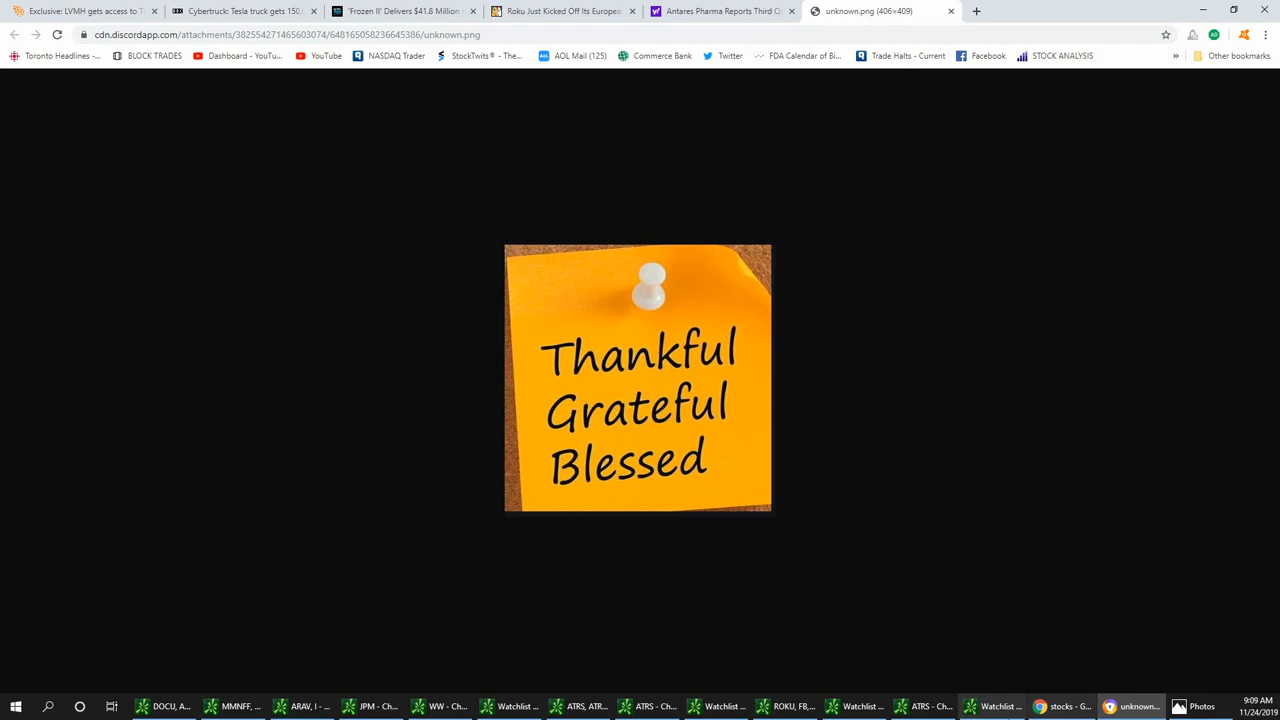 Exclusive: LVMH get access to T
Cybertruck: Tesla truck gets 150,
"Frozen II" Delivers $41.8 Million
Roku Just Kicked Off Its Europea
Antares Pharma Reports Third Q
unknown.png (406×409)
cdn.discordapp.com/attachments/382554271465603074/648165058236645386/unknown.png
Toronto Headlines -...
BLOCK TRADES
Dashboard - YouTu...
YouTube
NASDAQ Trader
StockTwits® - The...
AOL Mail (125)
Commerce Bank
Twitter
FDA Calendar of Bi...
Trade Halts - Current
Facebook
STOCK ANALYSIS
Other bookmarks
Thankful
Grateful
Blessed
DOCU, A...
MMNFF, ...
ARAV, I - ...
JPM - Ch...
WW - Ch...
Watchlist ...
ATRS, ATR...
ATRS - Ch...
Watchlist ...
ROKU, FB,...
Watchlist ...
ATRS - Ch...
Watchlist ...
stocks - G...
unknown...
Photos
9:09 AM
11/24/2019